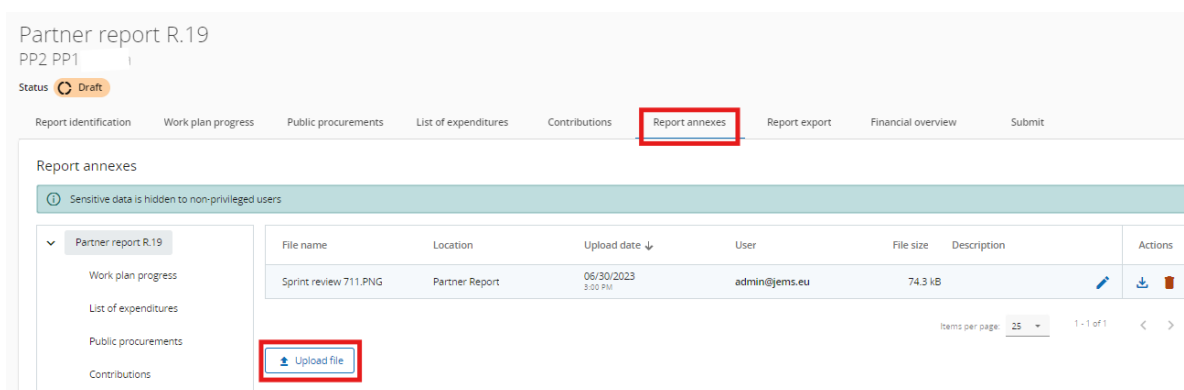 Partner report R.19
PP2 PP1
Status Draft
Report identification Work plan progress Public procurements List of expenditures Contributions Report annexes Report export Financial overview Submit
Report annexes
Sensitive data is hidden to non-privileged users
Partner report R.19
Work plan progress
List of expenditures
Public procurements
Contributions
File name Location Upload date User File size Description Actions
Sprint review 711.PNG Partner Report 06/30/2023 admin@jems.eu 74.3 kB
3:00 PM
Items per page: 25 1 - 1 of 1
Upload file